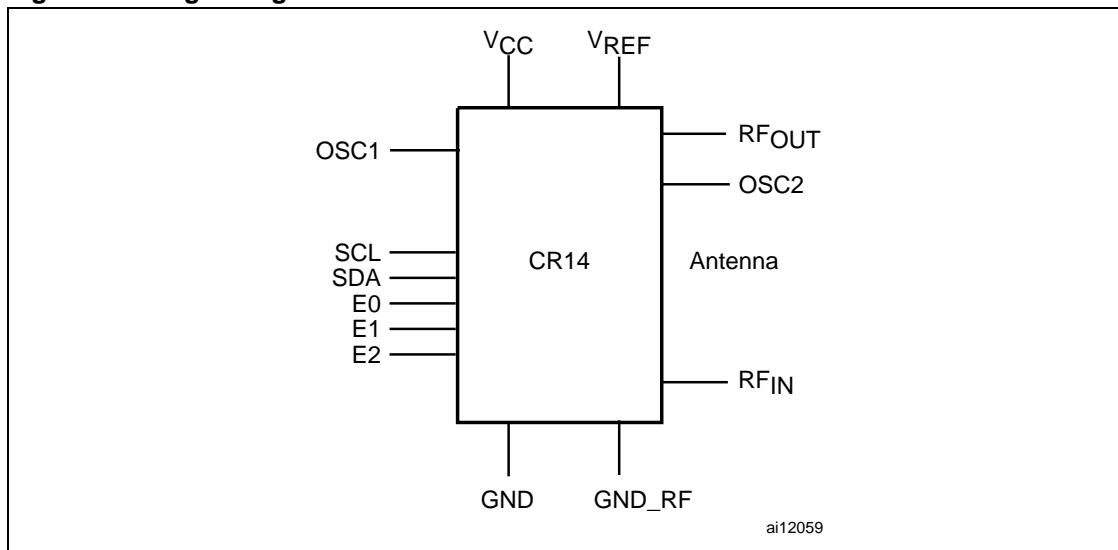 VCC VREF
RFOUT
OSC1
OSC2
SCL
CR14 Antenna
SDA
E0
E1
E2
RFIN
GND GND_RF
ai12059